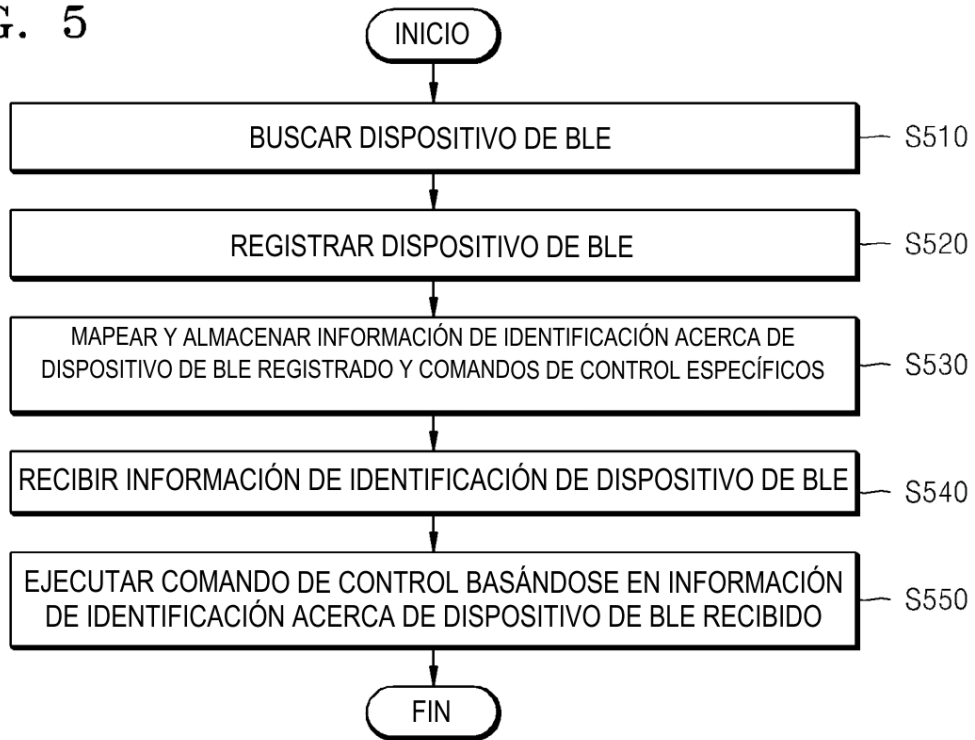 G. 5
INICIO
BUSCAR DISPOSITIVO DE BLE
S510
REGISTRAR DISPOSITIVO DE BLE
S520
MAPEAR Y ALMACENAR INFORMACIÓN DE IDENTIFICACIÓN ACERCA DE
DISPOSITIVO DE BLE REGISTRADO Y COMANDOS DE CONTROL ESPECÍFICOS
S530
RECIBIR INFORMACIÓN DE IDENTIFICACIÓN DE DISPOSITIVO DE BLE
S540
EJECUTAR COMANDO DE CONTROL BASÁNDOSE EN INFORMACIÓN
DE IDENTIFICACIÓN ACERCA DE DISPOSITIVO DE BLE RECIBIDO
S550
FIN